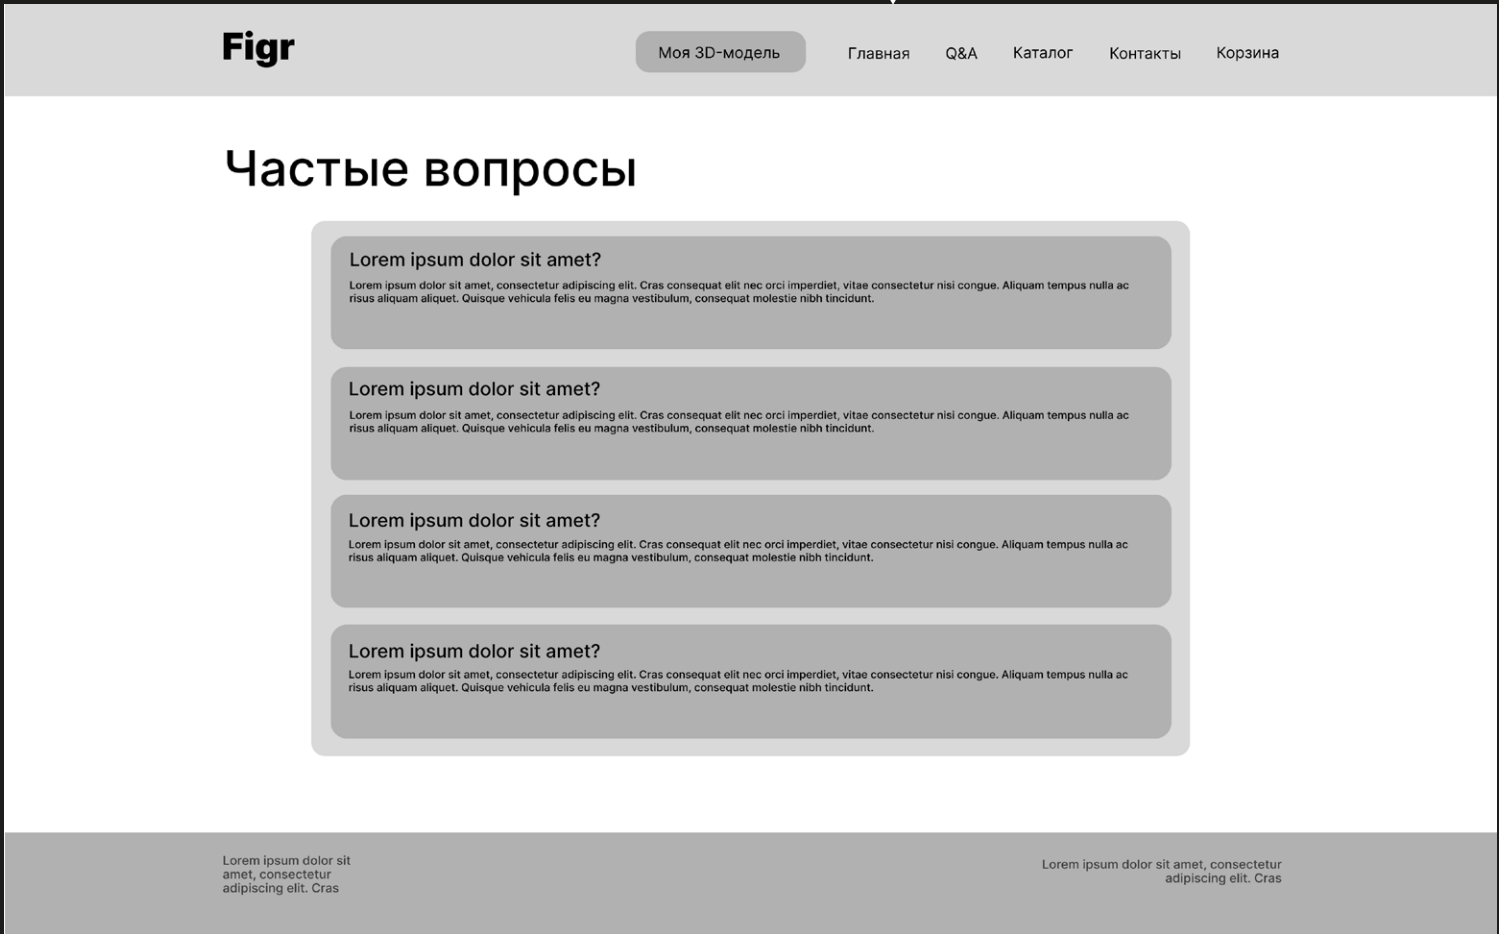 Figr
Моя 3D-модель
Главная
Q&A
Каталог
Контакты
Корзина
Частые вопросы
Lorem ipsum dolor sit amet?
Lorem ipsum dolor sit amet, consectetur adipiscing elit. Cras consequat elit nec orci imperdiet, vitae consectetur nisi congue. Aliquam tempus nulla ac
risus aliquam aliquet. Quisque vehicula felis eu magna vestibulum, consequat molestie nibh tincidunt.
Lorem ipsum dolor sit amet?
Lorem ipsum dolor sit amet, consectetur adipiscing elit. Cras consequat elit nec orci imperdiet, vitae consectetur nisi congue. Aliquam tempus nulla ac
risus aliquam aliquet. Quisque vehicula felis eu magna vestibulum, consequat molestie nibh tincidunt.
Lorem ipsum dolor sit amet?
Lorem ipsum dolor sit amet, consectetur adipiscing elit. Cras consequat elit nec orci imperdiet, vitae consectetur nisi congue. Aliquam tempus nulla ac
risus aliquam aliquet. Quisque vehicula felis eu magna vestibulum, consequat molestie nibh tincidunt.
Lorem ipsum dolor sit amet?
Lorem ipsum dolor sit amet, consectetur adipiscing elit. Cras consequat elit nec orci imperdiet, vitae consectetur nisi congue. Aliquam tempus nulla ac
risus aliquam aliquet. Quisque vehicula felis eu magna vestibulum, consequat molestie nibh tincidunt.
Lorem ipsum dolor sit
amet, consectetur
adipiscing elit. Cras
Lorem ipsum dolor sit amet, consectetur
adipiscing elit. Cras